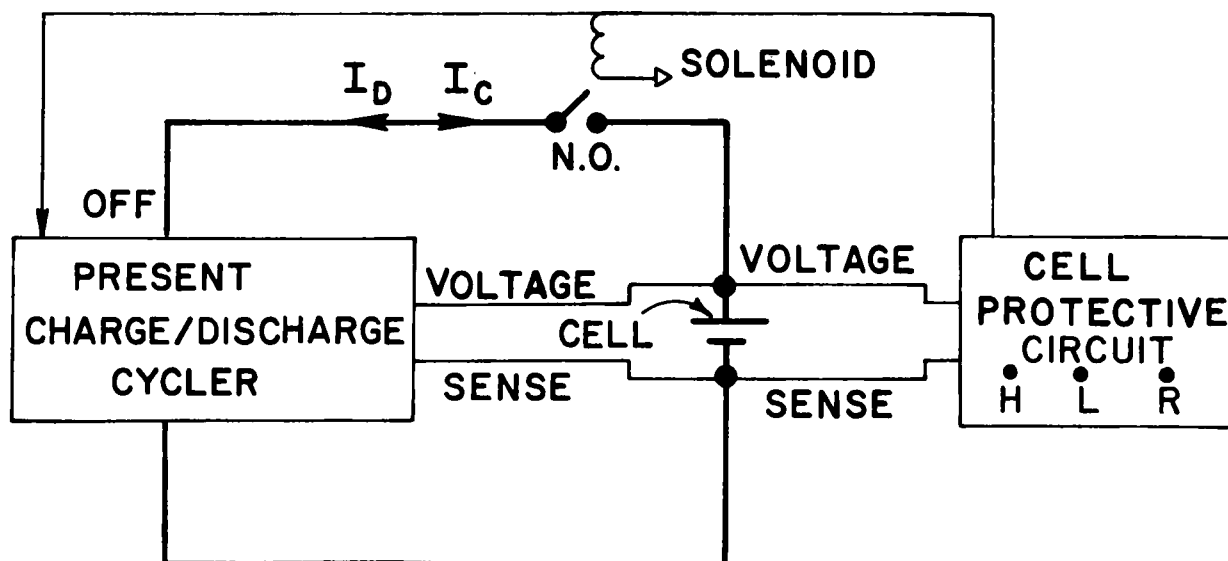 SOLENOID
I_D I_C
N.O.
OFF
PRESENT
CHARGE/DISCHARGE
CYCLER
VOLTAGE
CELL
SENSE
VOLTAGE
SENSE
CELL
PROTECTIVE
CIRCUIT
H L R